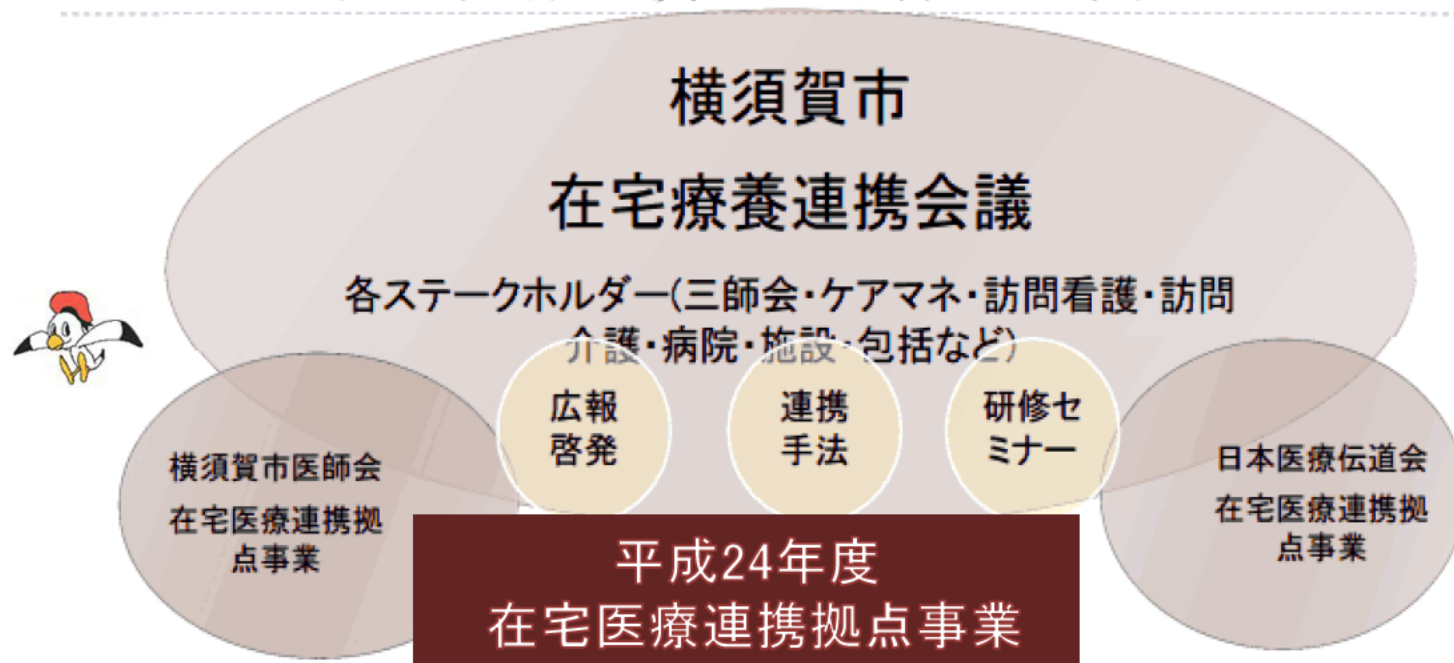 横須賀市
在宅療養連携会議
各ステークホルダー(三師会・ケアマネ・訪問看護・訪問
介護・病院・施設・包括など)
広報
啓発
連携
手法
研修セ
ミナー
横須賀市医師会
在宅医療連携拠
点事業
日本医療伝道会
在宅医療連携拠
点事業
平成24年度
在宅医療連携拠点事業